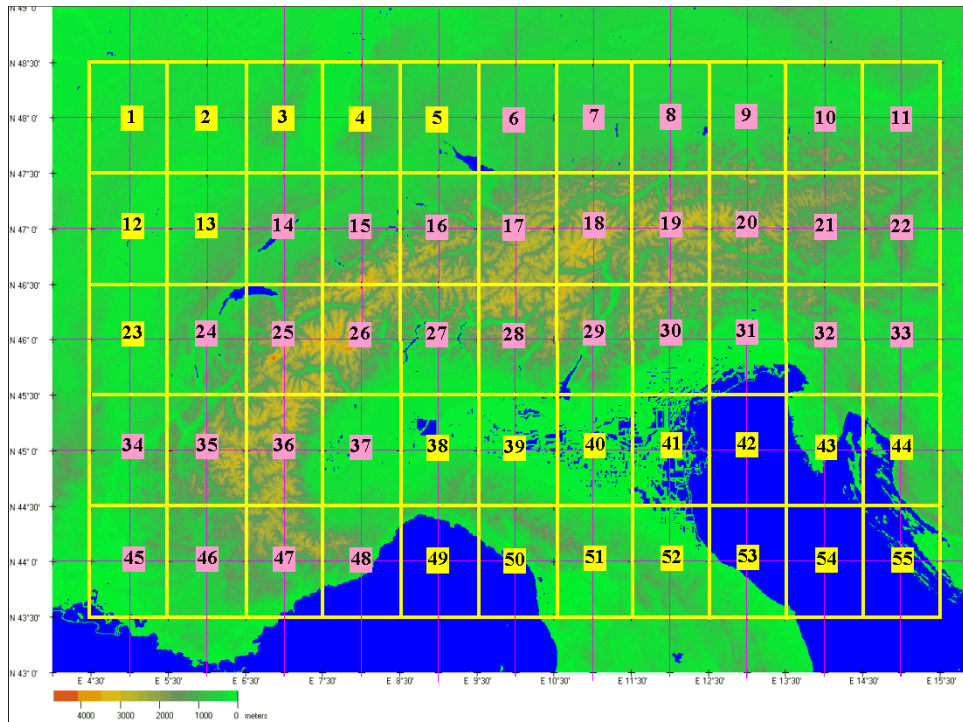 N 49° 0'
N 48°30'
1 2 3 4 5 6 7 8 9 10 11
N 48° 0'
N 47°30'
12 13 14 15 16 17 18 19 20 21 22
N 47° 0'
N 46°30'
23 24 25 26 27 28 29 30 31 32 33
N 46° 0'
N 45°30'
34 35 36 37 38 39 40 41 42 43 44
N 45° 0'
N 44°30'
45 46 47 48 49 50 51 52 53 54 55
N 44° 0'
N 43°30'
N 43° 0'
E 4°30' E 5°30' E 6°30' E 7°30' E 8°30' E 9°30' E 10°30' E 11°30' E 12°30' E 13°30' E 14°30' E 15°30'
4000 3000 2000 1000 0 meters